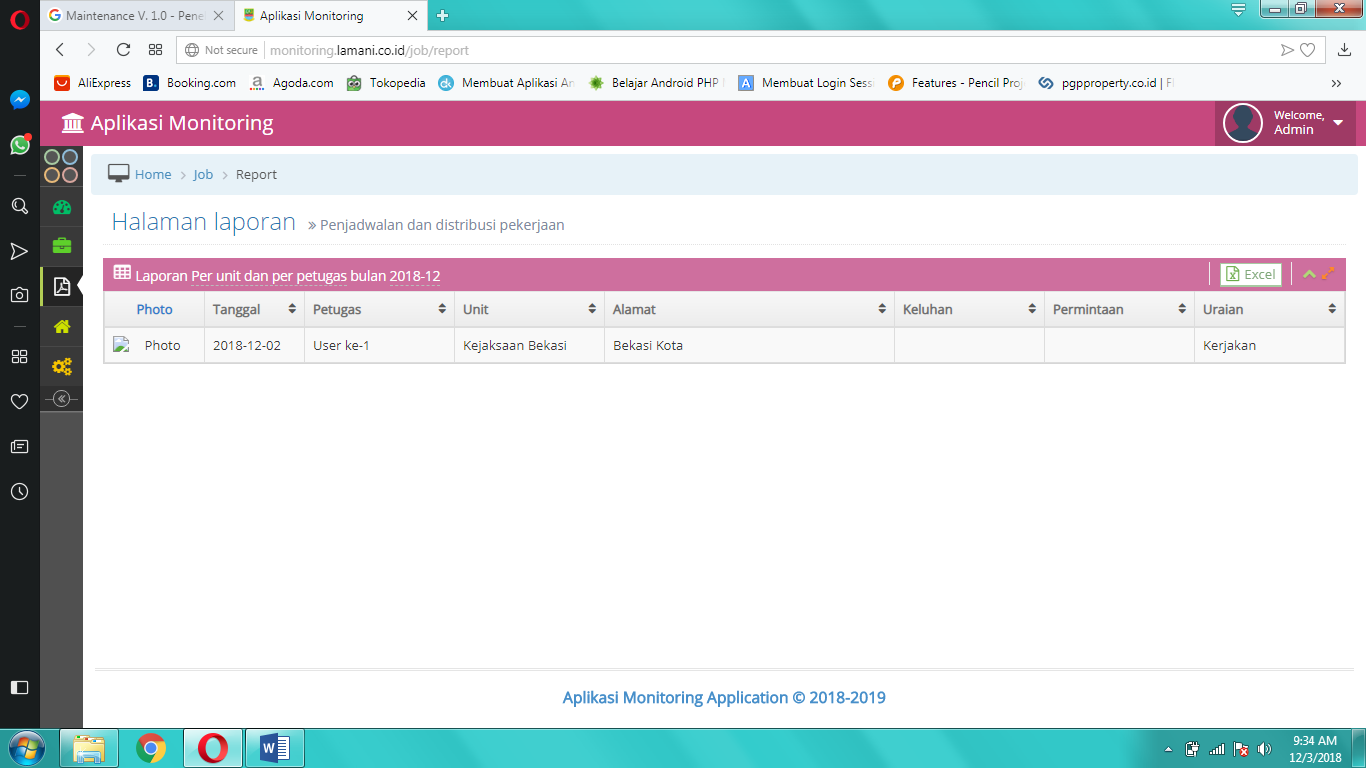 Maintenance V. 1.0 - Pene
Aplikasi Monitoring
Not secure
monitoring.lamani.co.id/job/report
AliExpress
Booking.com
Agoda.com
Tokopedia
Membuat Aplikasi An
Belajar Android PHP
Membuat Login Sessi
Features - Pencil Proj
pgpproperty.co.id | F
Aplikasi Monitoring
Welcome,
Admin
Home
Job
Report
Halaman laporan » Penjadwalan dan distribusi pekerjaan
Laporan Per unit dan per petugas bulan 2018-12
Excel
Photo Tanggal Petugas Unit Alamat Keluhan Permintaan Uraian
Photo 2018-12-02 User ke-1 Kejaksaan Bekasi Bekasi Kota Kerjakan
Aplikasi Monitoring Application © 2018-2019
9:34 AM
12/3/2018